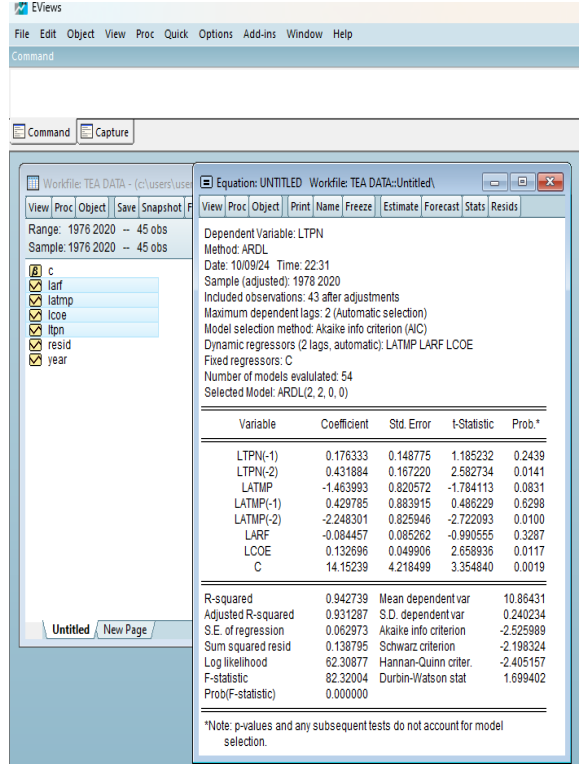 EViews
File Edit Object View Proc Quick Options Add-ins Window Help
Command
Command Capture
Workfile: TEA DATA - (c:\users\user
View Proc Object Save Snapshot F
Range: 1976 2020 -- 45 obs
Sample: 1976 2020 -- 45 obs
c
larf
latmp
lcoe
ltpn
resid
year
Untitled New Page
Equation: UNTITLED Workfile: TEA DATA::Untitled\
View Proc Object Print Name Freeze Estimate Forecast Stats Resids
Dependent Variable: LTPN
Method: ARDL
Date: 10/09/24 Time: 22:31
Sample (adjusted): 1978 2020
Included observations: 43 after adjustments
Maximum dependent lags: 2 (Automatic selection)
Model selection method: Akaike info criterion (AIC)
Dynamic regressors (2 lags, automatic): LATMP LARF LCOE
Fixed regressors: C
Number of models evalulated: 54
Selected Model: ARDL(2, 2, 0, 0)
Variable Coefficient Std. Error t-Statistic Prob.*
LTPN(-1) 0.176333 0.148775 1.185232 0.2439
LTPN(-2) 0.431884 0.167220 2.582734 0.0141
LATMP -1.463993 0.820572 -1.784113 0.0831
LATMP(-1) 0.429785 0.883915 0.486229 0.6298
LATMP(-2) -2.248301 0.825946 -2.722093 0.0100
LARF -0.084457 0.085262 -0.990555 0.3287
LCOE 0.132696 0.049906 2.658936 0.0117
C 14.15239 4.218499 3.354840 0.0019
R-squared 0.942739 Mean dependent var 10.86431
Adjusted R-squared 0.931287 S.D. dependent var 0.240234
S.E. of regression 0.062973 Akaike info criterion -2.525989
Sum squared resid 0.138795 Schwarz criterion -2.198324
Log likelihood 62.30877 Hannan-Quinn criter. -2.405157
F-statistic 82.32004 Durbin-Watson stat 1.699402
Prob(F-statistic) 0.000000
*Note: p-values and any subsequent tests do not account for model
selection.